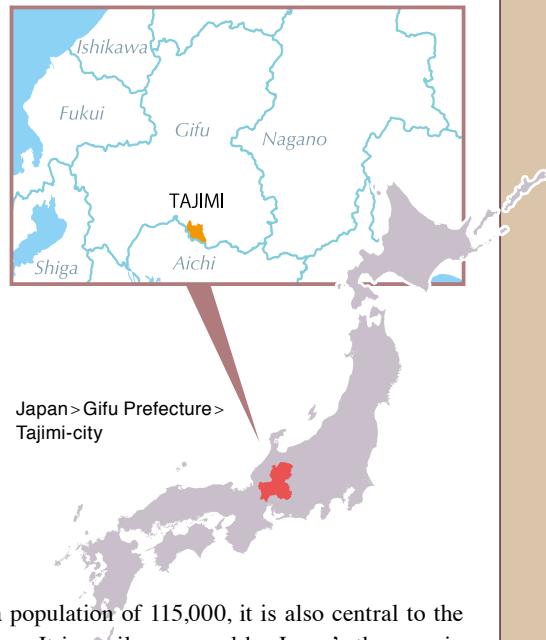 Ishikawa
Fukui
Gifu
Nagano
TAJIMI
Shiga
Aichi
Japan>Gifu Prefecture>
Tajimi-city
population of 115,000, it is also central to the